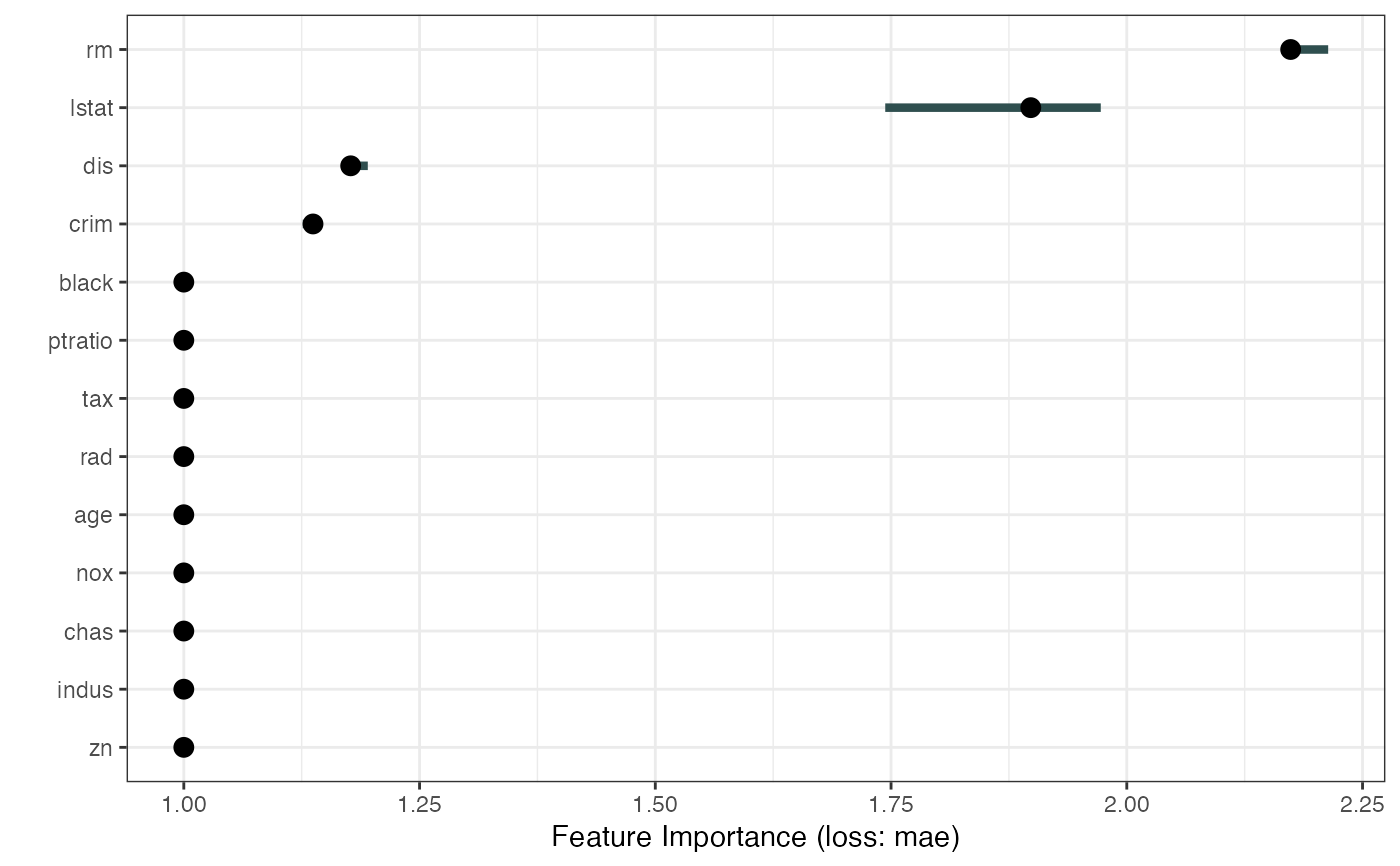 rm
lstat
dis
crim
black
ptratio
tax
rad
age
nox
chas
indus
zn
1.00 1.25 1.50 1.75 2.00 2.25
Feature Importance (loss: mae)